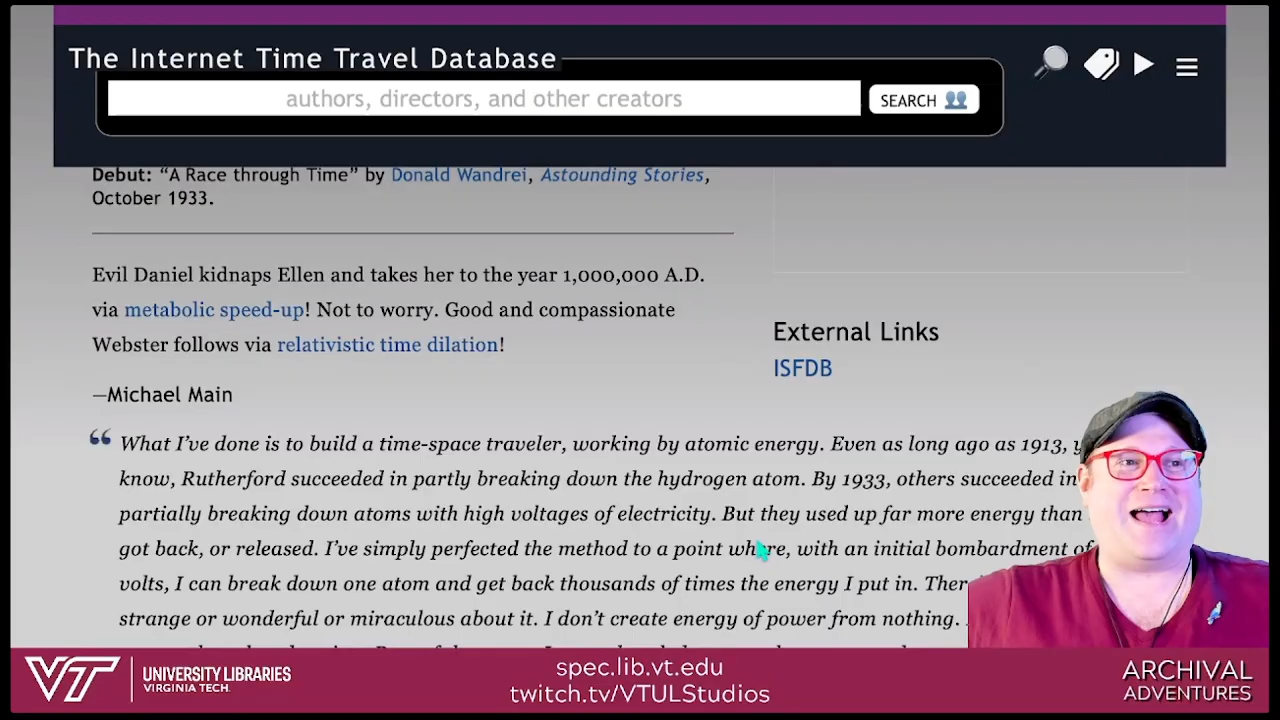 The Internet Time Travel Database
authors, directors, and other creators
SEARCH
Debut: “A Race through Time” by Donald Wandrei, Astounding Stories,
October 1933.
Evil Daniel kidnaps Ellen and takes her to the year 1,000,000 A.D.
via metabolic speed-up! Not to worry. Good and compassionate
Webster follows via relativistic time dilation!
—Michael Main
External Links
ISFDB
“ What I’ve done is to build a time-space traveler, working by atomic energy. Even as long ago as 1913,
know, Rutherford succeeded in partly breaking down the hydrogen atom. By 1933, others succeeded in
partially breaking down atoms with high voltages of electricity. But they used up far more energy than
got back, or released. I’ve simply perfected the method to a point where, with an initial bombardment of
volts, I can break down one atom and get back thousands of times the energy I put in.
strange or wonderful or miraculous about it. I don’t create energy of power from nothing.
VT UNIVERSITY LIBRARIES
VIRGINIA TECH.
spec.lib.vt.edu
twitch.tv/VTULStudios
ARCHIVAL
ADVENTURES